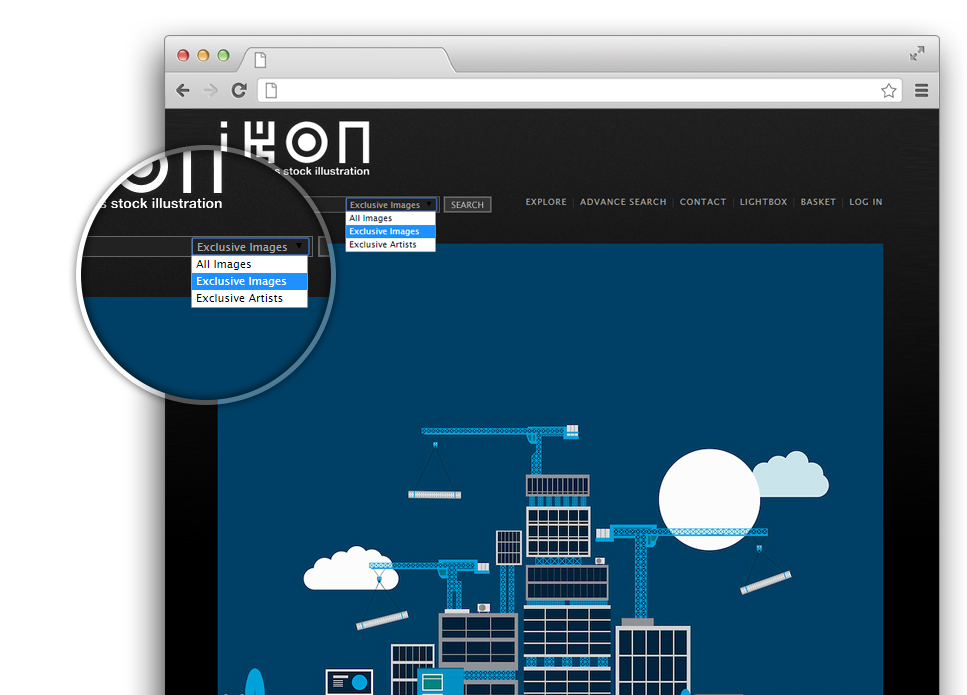 iKON
s stock illustration
Exclusive Images
SEARCH
EXPLORE
ADVANCE SEARCH
CONTACT
LIGHTBOX
BASKET
LOG IN
All Images
Exclusive Images
Exclusive Artists
on
s stock illustration
Exclusive Images
All Images
Exclusive Images
Exclusive Artists